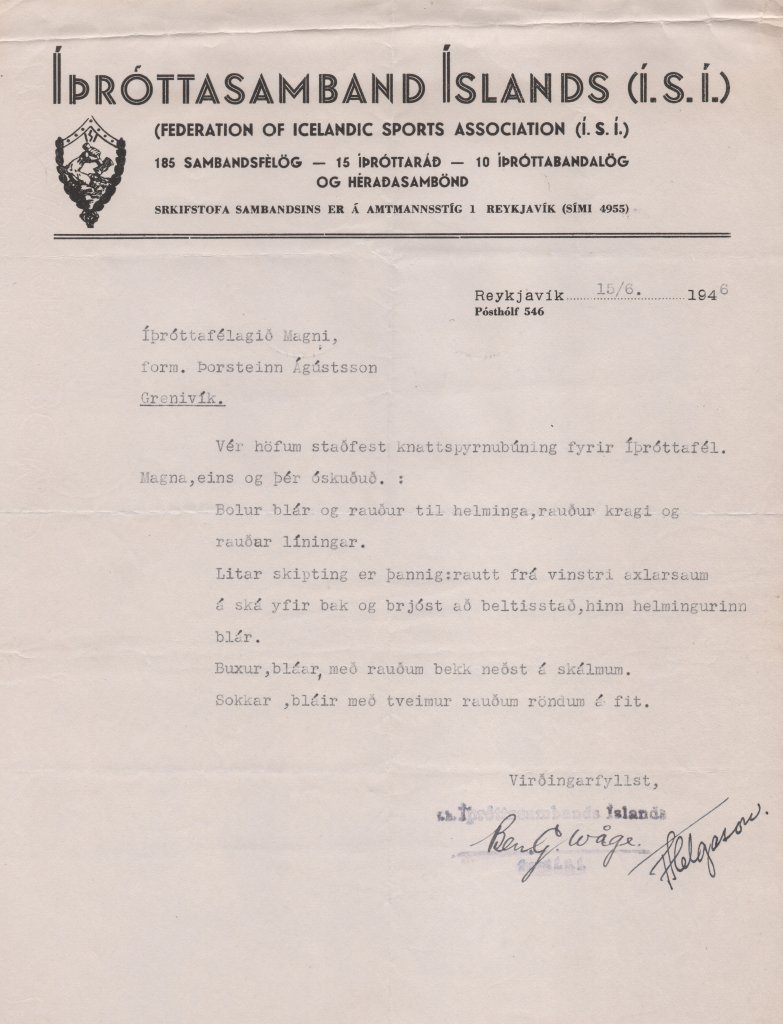 ÍÞRÓTTASAMBAND ÍSLANDS (Í.S.Í.)
(FEDERATION OF ICELANDIC SPORTS ASSOCIATION (Í. S. Í.)
185 SAMBANDSFÈLÖG — 15 ÍÞRÓTTARÁÐ — 10 ÍÞRÓTTABANDALÖG
OG HÉRAÐASAMBÖND
SRKIFSTOFA SAMBANDSINS ER Á AMTMANNSSTÍG 1 REYKJAVÍK (SÍMI 4955)
Reykjavík 15/6. 1946
Pósthólf 546
Íþróttafélagið Magni,
form. Þorsteinn Ágústsson
Grenivík.
Vér höfum staðfest knattspyrnubúning fyrir Íþróttafél.
Magna,eins og þér óskuðuð. :
Bolur blár og rauður til helminga,rauður kragi og
rauðar líningar.
Litar skipting er þannig:rautt frá vinstri axlarsaum
á ská yfir bak og brjóst að beltisstað,hinn helmingurinn
blár.
Buxur,bláar, með rauðum bekk neðst á skálmum.
Sokkar ,bláir með tveimur rauðum röndum á fit.
Virðingarfyllst,
Íþróttasambands Íslands
Ben. G. Wåge.
Helgason.